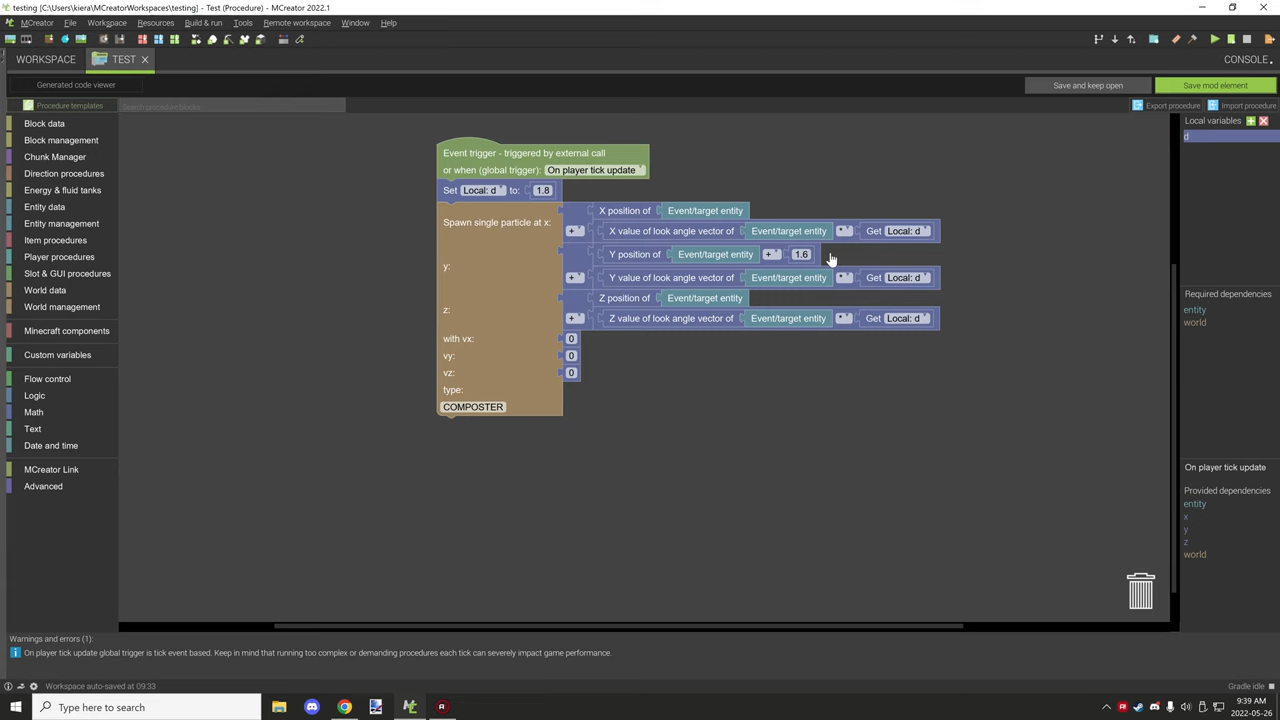 testing [C:\Users\kiera\MCreatorWorkspaces\testing] - Test (Procedure) - MCreator 2022.1
MCreator File Workspace Resources Build & run Tools Remote workspace Window Help
WORKSPACE TEST CONSOLE
Generated code viewer Save and keep open Save mod element
Procedure templates Search procedure blocks Export procedure Import procedure
Local variables
d
Block data
Block management
Chunk Manager
Direction procedures
Energy & fluid tanks
Entity data
Entity management
Item procedures
Player procedures
Slot & GUI procedures
World data
World management
Minecraft components
Custom variables
Flow control
Logic
Math
Text
Date and time
MCreator Link
Advanced
Event trigger - triggered by external call
or when (global trigger): On player tick update
Set Local: d to: 1.8
Spawn single particle at x: X position of Event/target entity
+ X value of look angle vector of Event/target entity * Get Local: d
y: Y position of Event/target entity + 1.6
+ Y value of look angle vector of Event/target entity * Get Local: d
z: Z position of Event/target entity
+ Z value of look angle vector of Event/target entity * Get Local: d
with vx: 0
vy: 0
vz: 0
type:
COMPOSTER
Required dependencies
entity
world
On player tick update
Provided dependencies
entity
x
y
z
world
Warnings and errors (1):
On player tick update global trigger is tick event based. Keep in mind that running too complex or demanding procedures each tick can severely impact game performance.
Workspace auto-saved at 09:33 Gradle idle
Type here to search
9:39 AM
2022-05-26